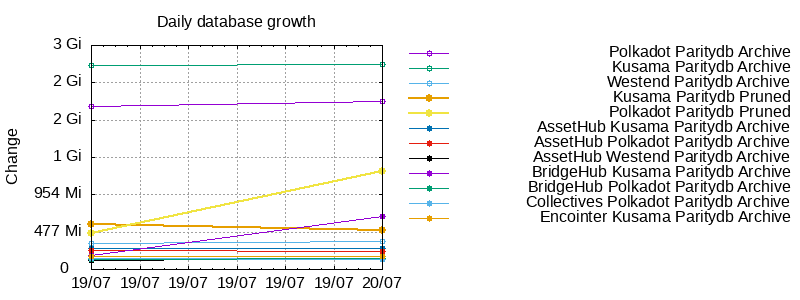 Daily database growth
3 Gi
2 Gi
2 Gi
1 Gi
954 Mi
477 Mi
0
Change
19/07 19/07 19/07 19/07 19/07 19/07 20/07
Polkadot Paritydb Archive
Kusama Paritydb Archive
Westend Paritydb Archive
Kusama Paritydb Pruned
Polkadot Paritydb Pruned
AssetHub Kusama Paritydb Archive
AssetHub Polkadot Paritydb Archive
AssetHub Westend Paritydb Archive
BridgeHub Kusama Paritydb Archive
BridgeHub Polkadot Paritydb Archive
Collectives Polkadot Paritydb Archive
Encointer Kusama Paritydb Archive